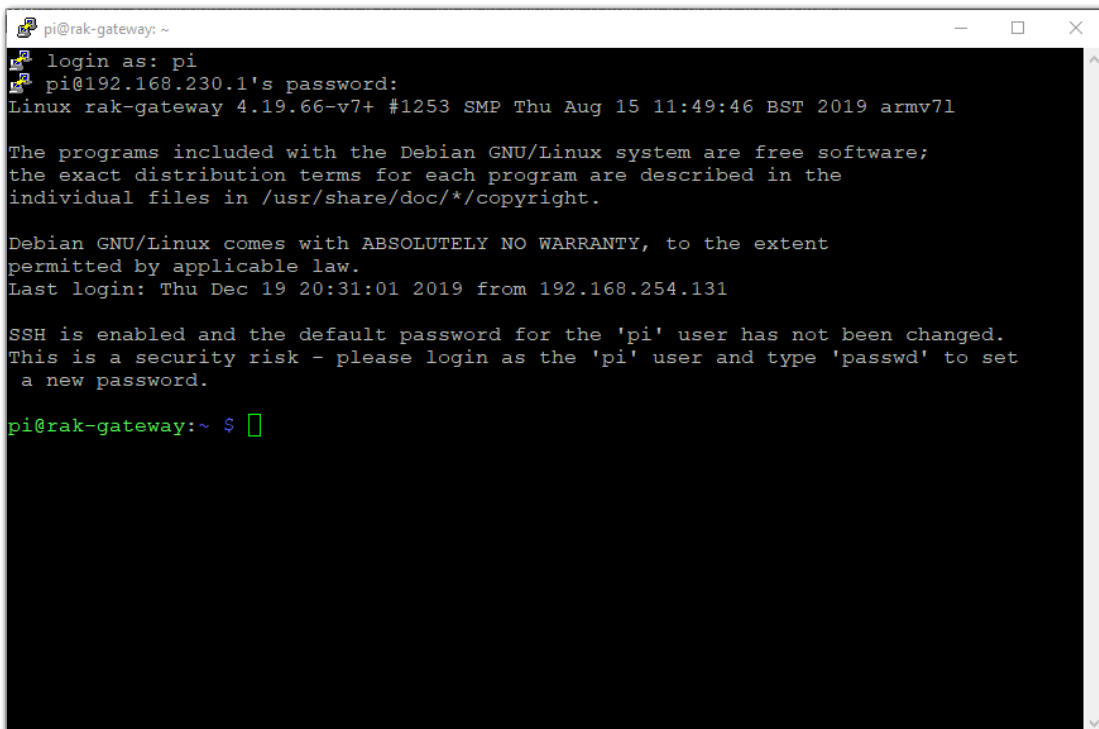 pi@rak-gateway: ~
login as: pi
pi@192.168.230.1's password:
Linux rak-gateway 4.19.66-v7+ #1253 SMP Thu Aug 15 11:49:46 BST 2019 armv7l
The programs included with the Debian GNU/Linux system are free software;
the exact distribution terms for each program are described in the
individual files in /usr/share/doc/*/copyright.
Debian GNU/Linux comes with ABSOLUTELY NO WARRANTY, to the extent
permitted by applicable law.
Last login: Thu Dec 19 20:31:01 2019 from 192.168.254.131
SSH is enabled and the default password for the 'pi' user has not been changed.
This is a security risk - please login as the 'pi' user and type 'passwd' to set
 a new password.
pi@rak-gateway:~ $